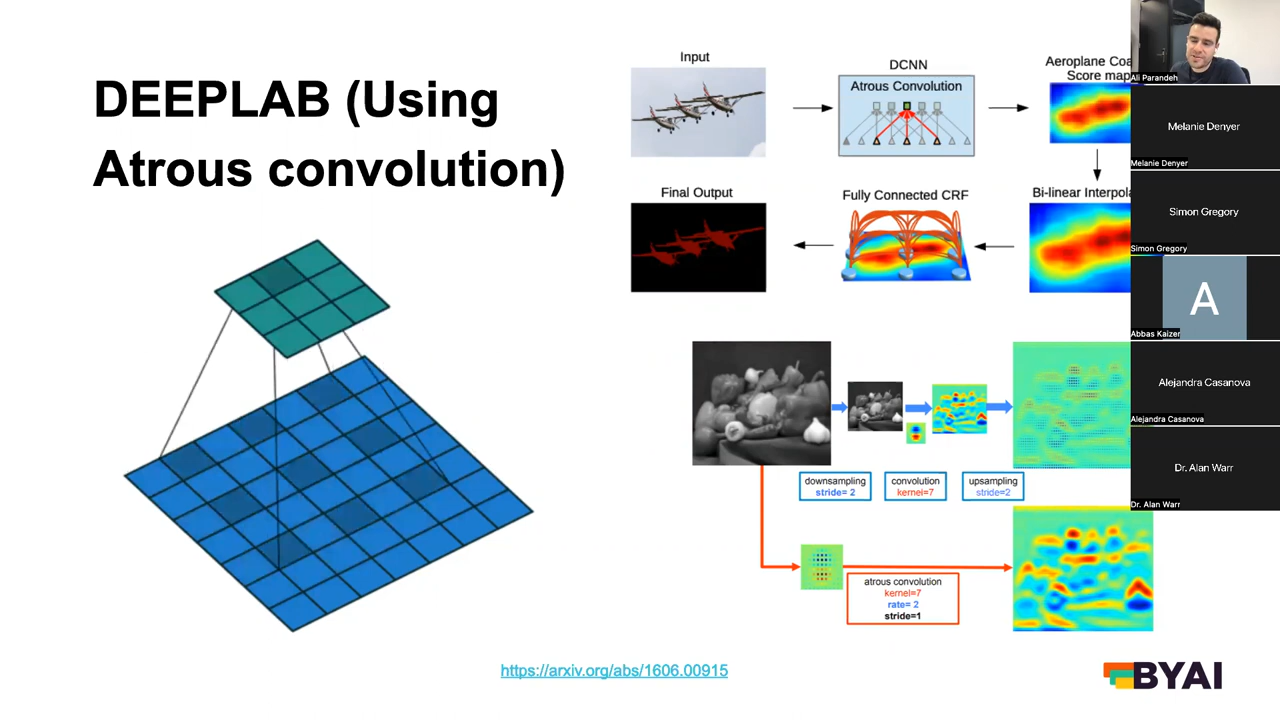 DEEPLAB (Using
Atrous convolution)
Input
DCNN
Atrous Convolution
Aeroplane Coa
Score map
Final Output
Fully Connected CRF
Bi-linear Interpola
downsampling
stride= 2
convolution
kernel=7
upsampling
stride=2
atrous convolution
kernel=7
rate= 2
stride=1
https://arxiv.org/abs/1606.00915
BYAI
Ali Parandeh
Melanie Denyer
Melanie Denyer
Simon Gregory
Simon Gregory
A
Abbas Kaizer
Alejandra Casanova
Alejandra Casanova
Dr. Alan Warr
Dr. Alan Warr